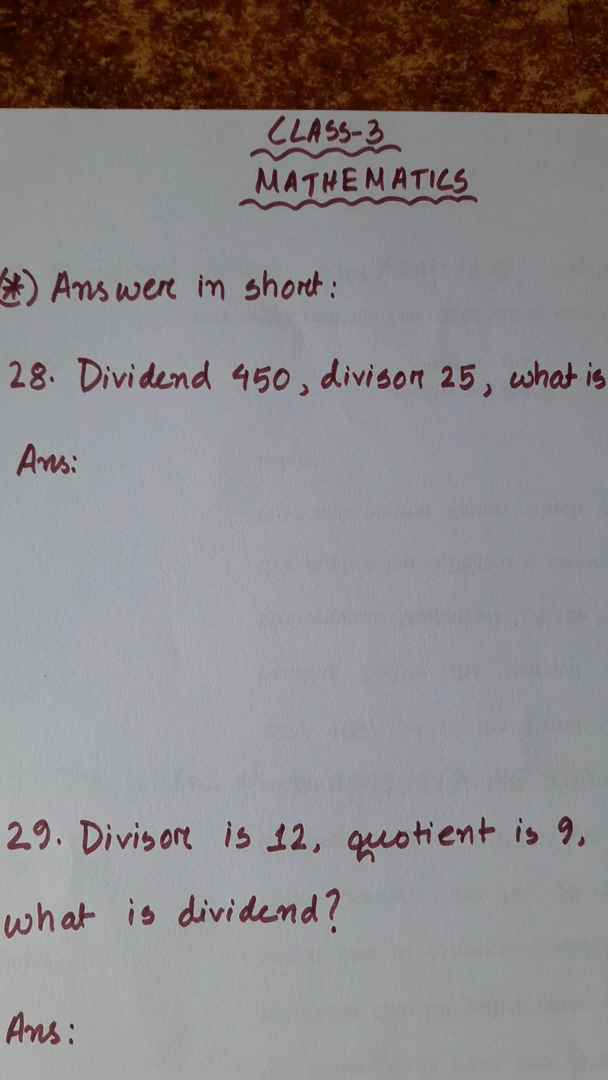 CLASS-3
MATHEMATICS
(*) Answer in short:
28. Dividend 450, divisor 25, what is
Ans:
29. Divisor is 12, quotient is 9,
what is dividend?
Ans: